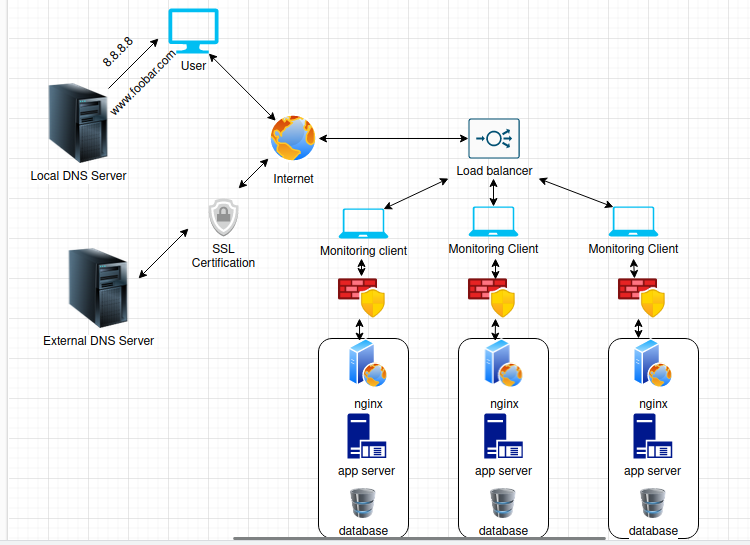 8.8.8.8
www.foobar.com
User
Local DNS Server
Internet
Load balancer
SSL
Certification
Monitoring client
Monitoring Client
Monitoring Client
External DNS Server
nginx
nginx
nginx
app server
app server
app server
database
database
database